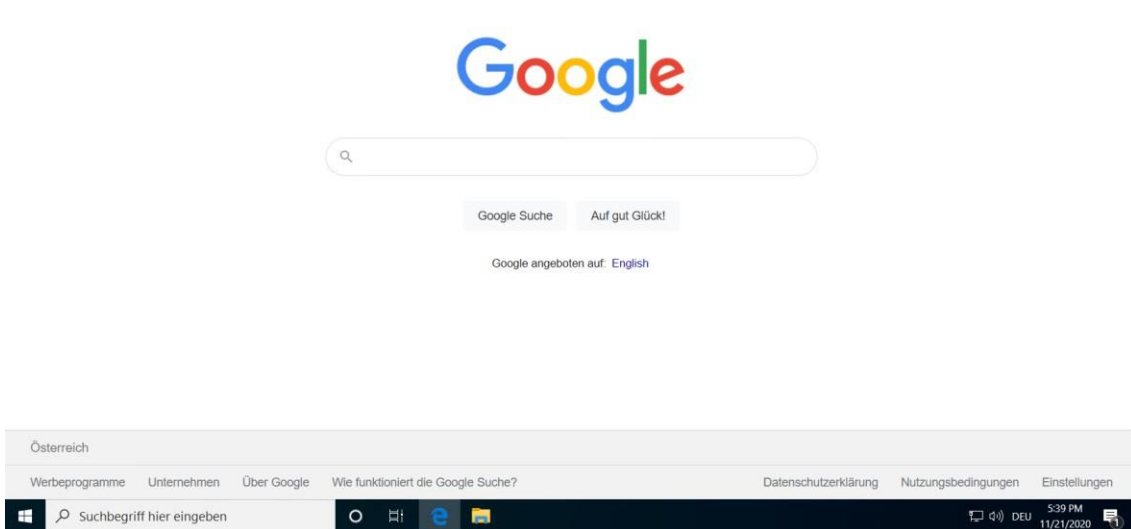 Google
Google Suche Auf gut Glück!
Google angeboten auf: English
Österreich
Werbeprogramme Unternehmen Über Google Wie funktioniert die Google Suche? Datenschutzerklärung Nutzungsbedingungen Einstellungen
Suchbegriff hier eingeben DEU 5:39 PM
11/21/2020 1